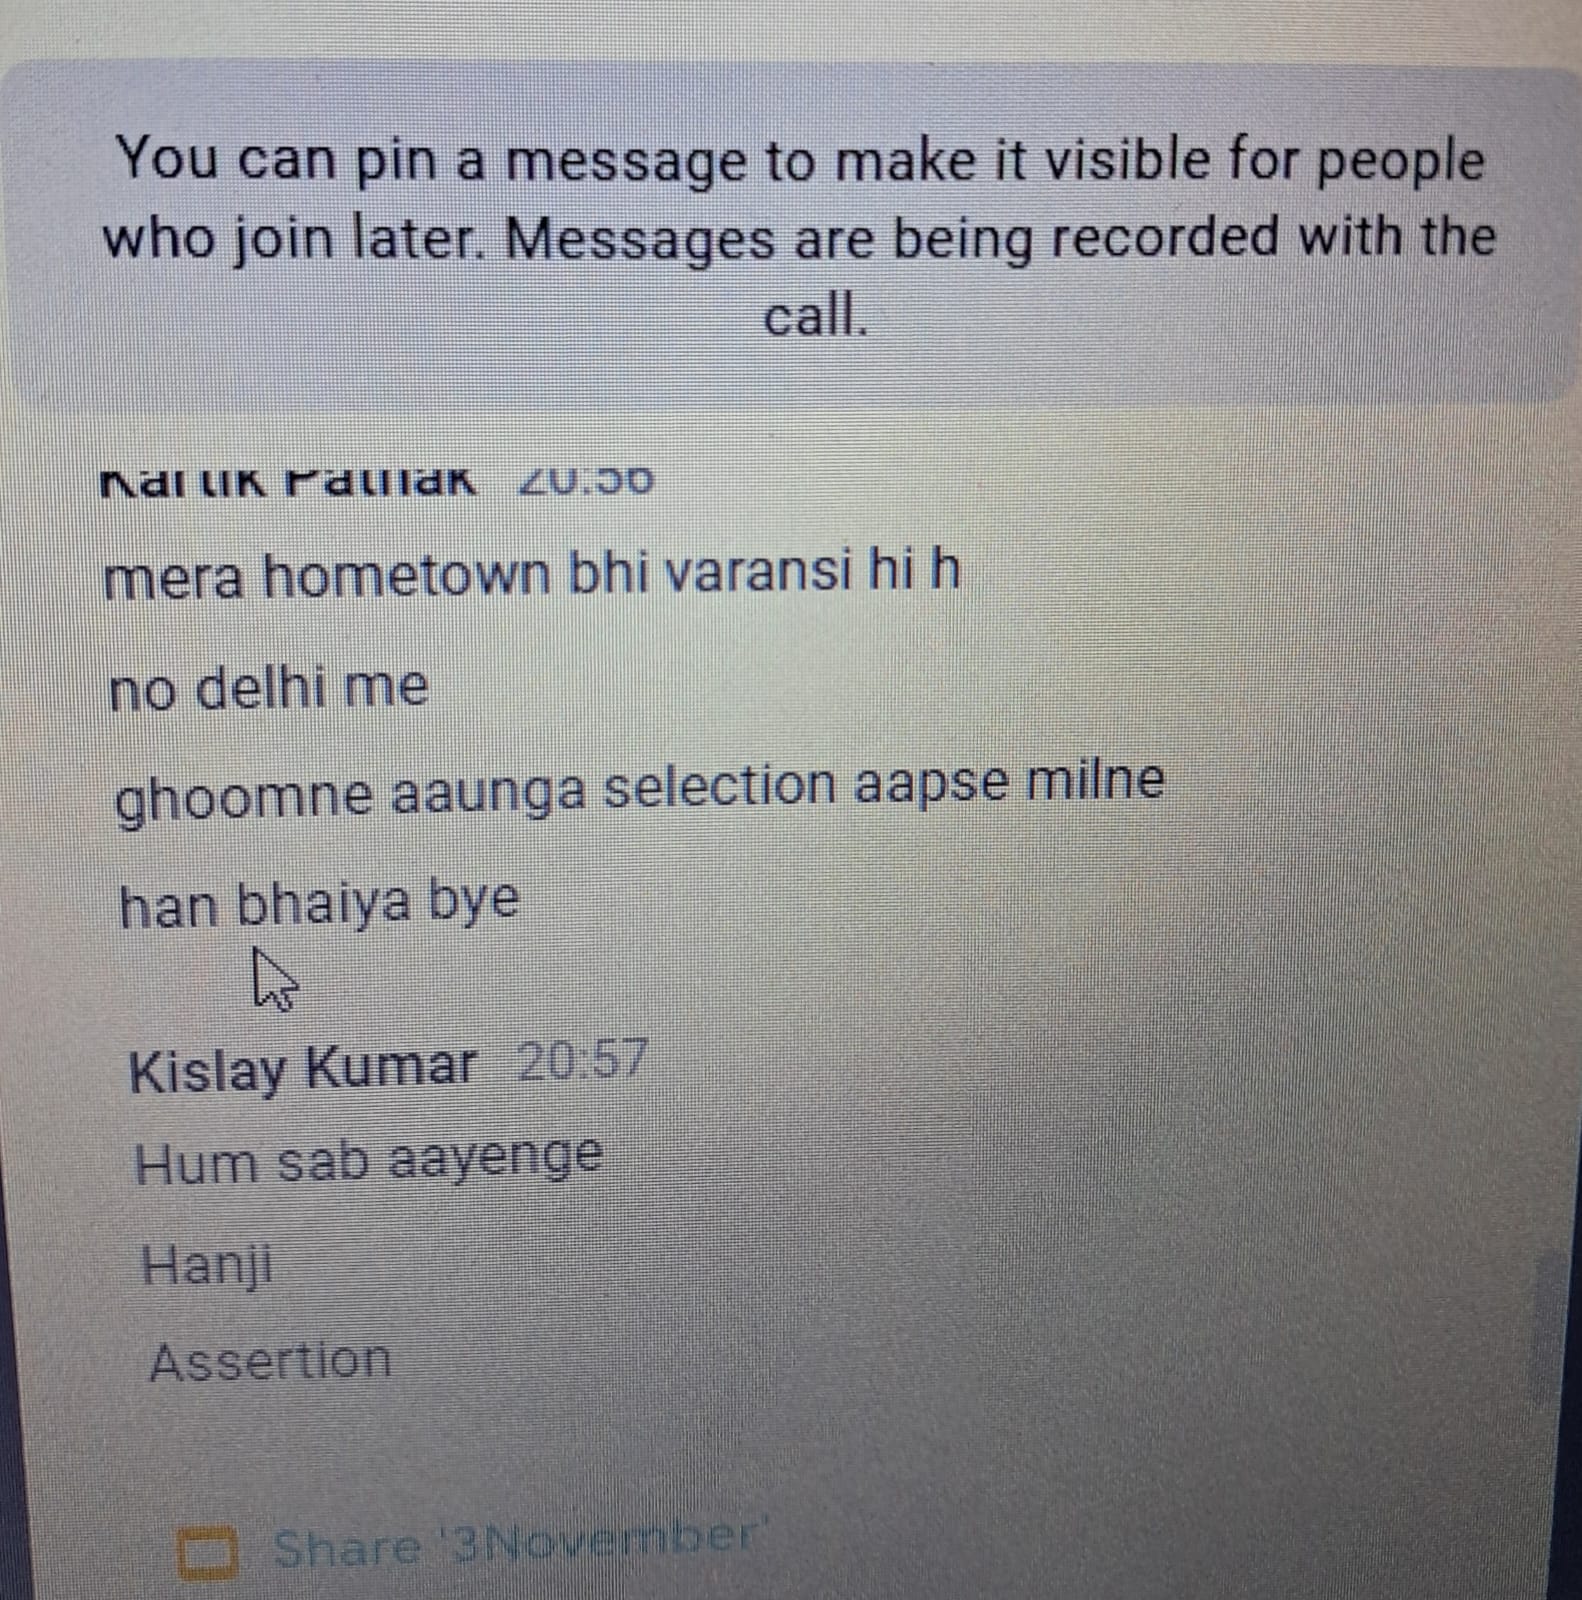 You can pin a message to make it visible for people
who join later. Messages are being recorded with the
call.
Kartik Pathak 20:56
mera hometown bhi varansi hi h
no delhi me
ghoomne aaunga selection aapse milne
han bhaiya bye
Kislay Kumar 20:57
Hum sab aayenge
Hanji
Assertion
Share '3November'